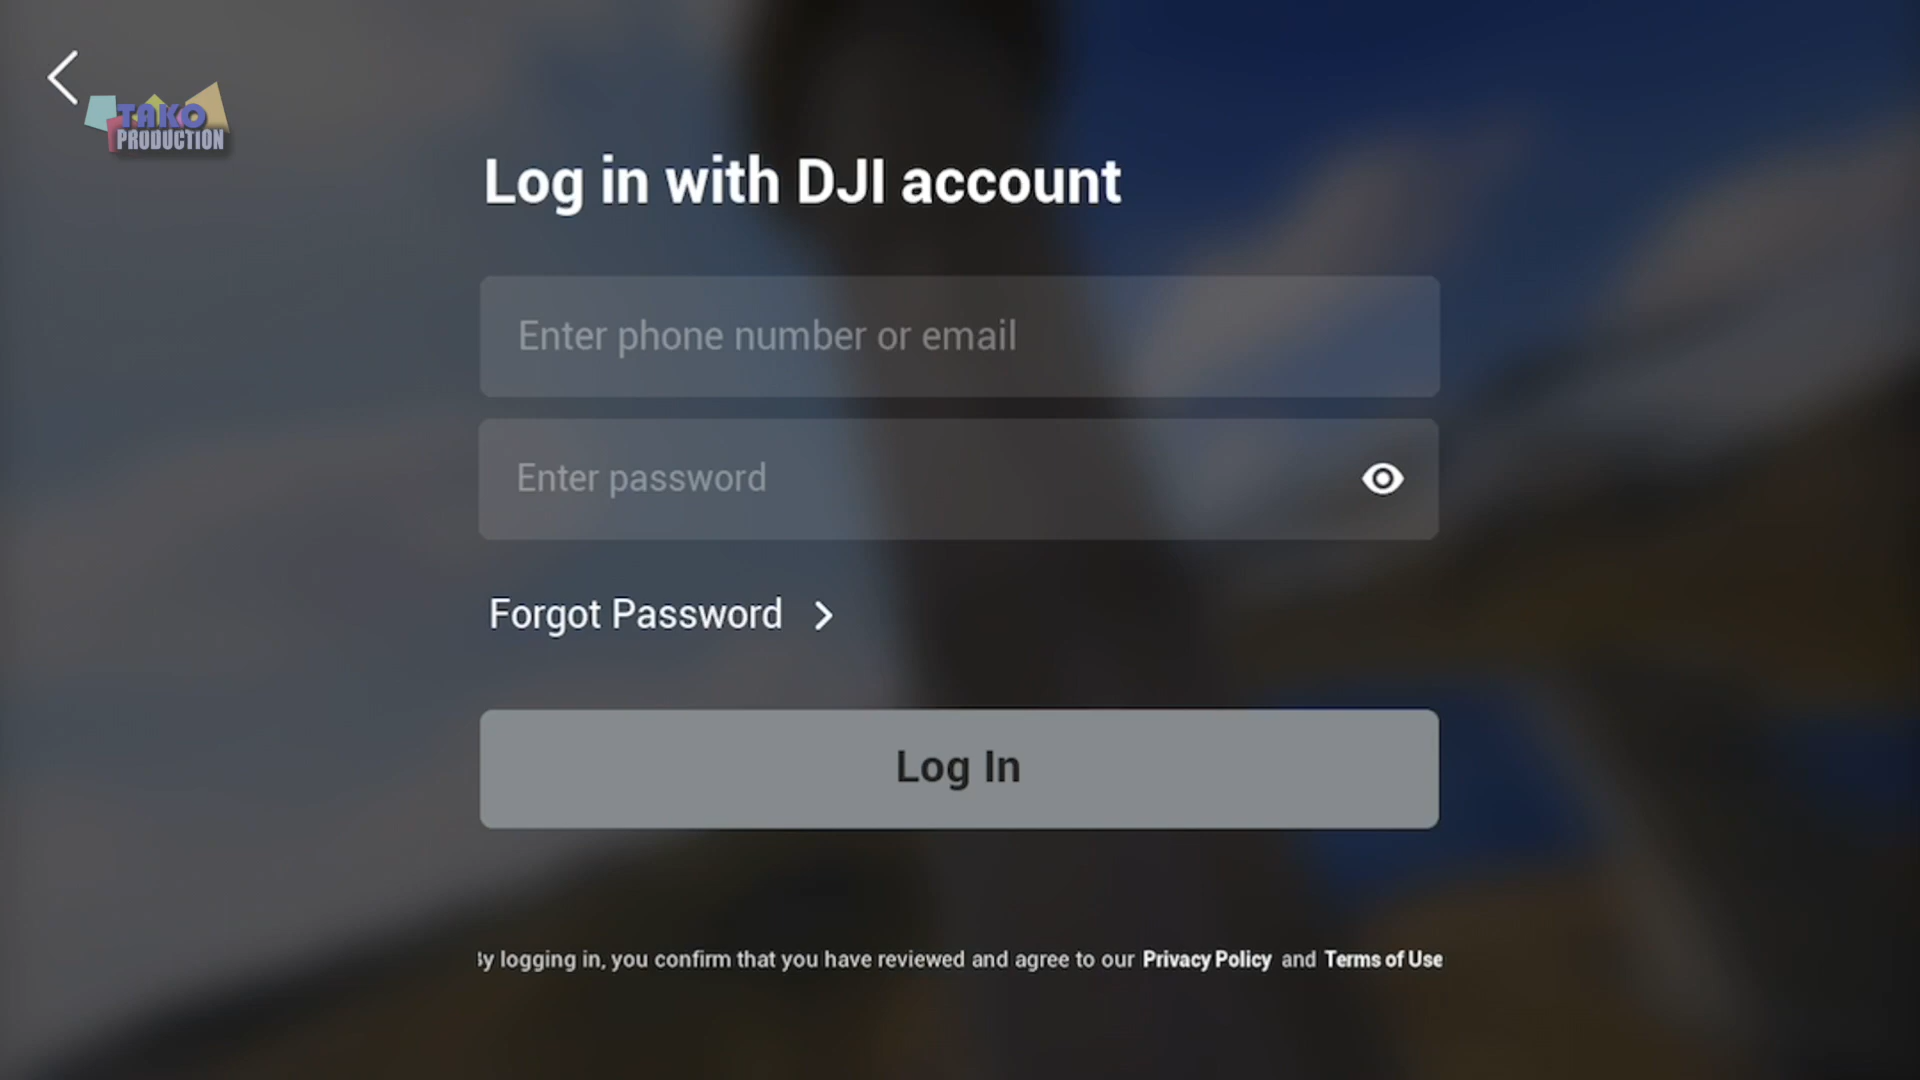 TAKO
PRODUCTION
Log in with DJI account
Enter phone number or email
Enter password
Forgot Password
Log In
By logging in, you confirm that you have reviewed and agree to our Privacy Policy and Terms of Use